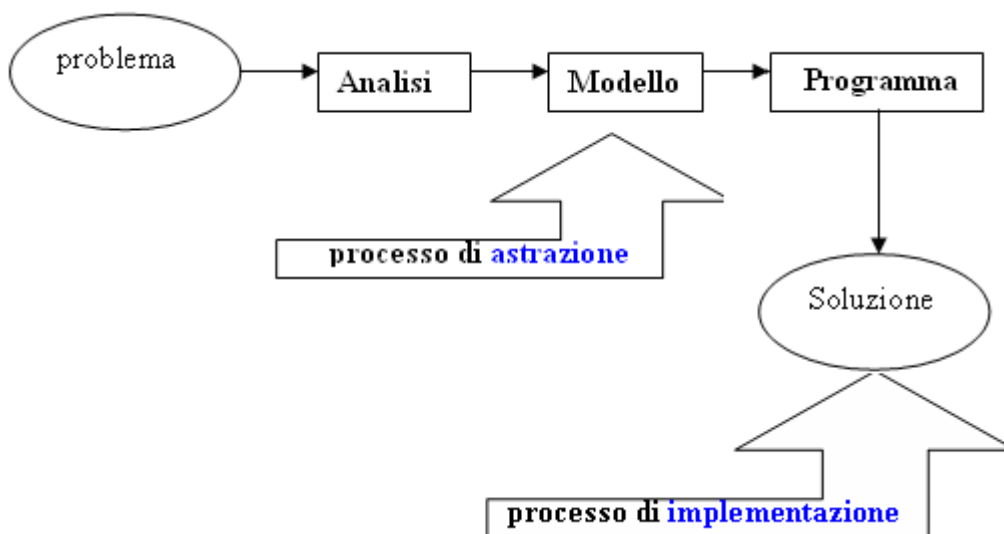 problema
Analisi
Modello
Programma
processo di astrazione
Soluzione
processo di implementazione